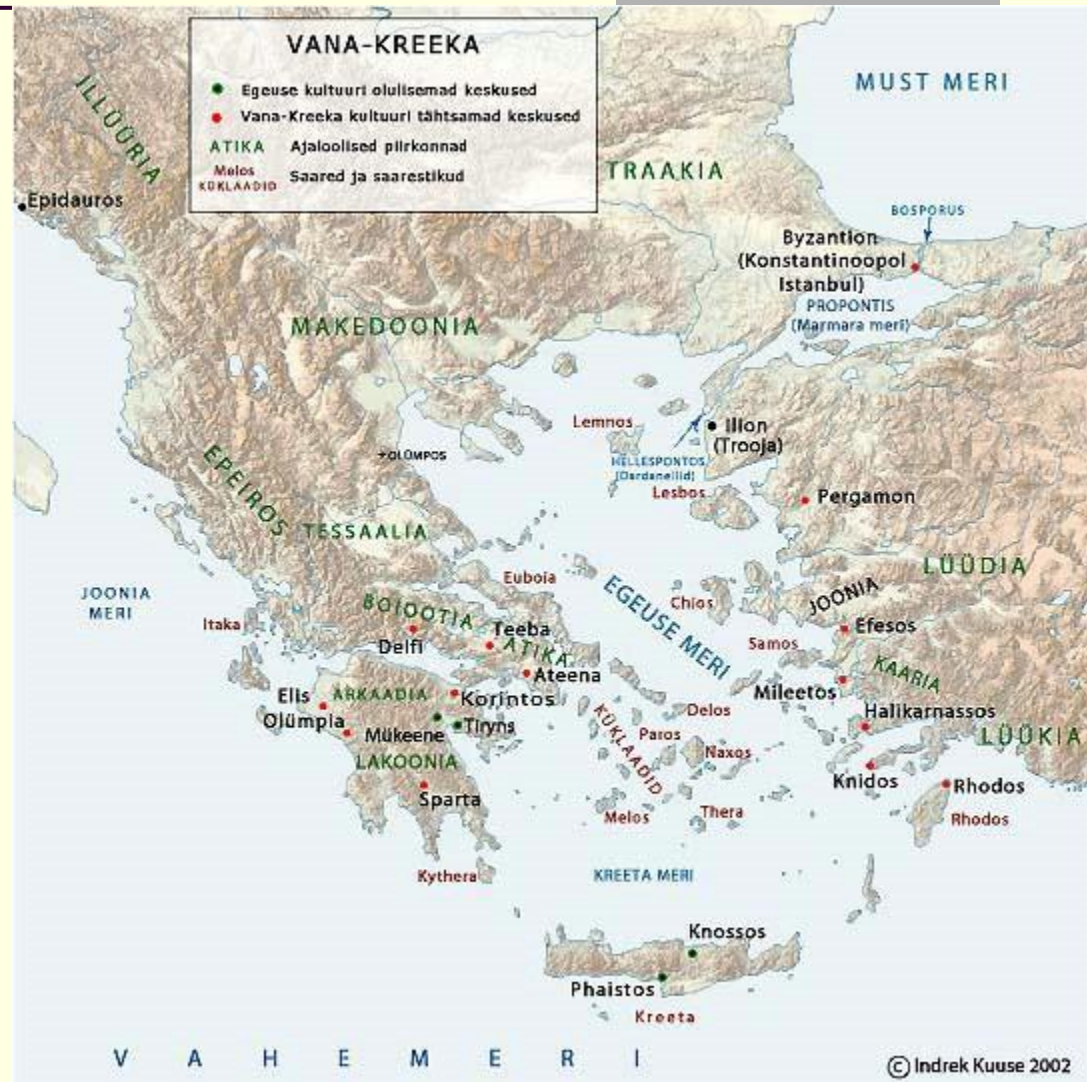 VANA-KREEKA
Egeuse kultuuri olulisemad keskused
Vana-Kreeka kultuuri tähtsamad keskused
ATIKA Ajaloolised piirkonnad
Melos
KÜKLAADID
Saared ja saarestikud
MUST MERI
ILLÜÜRIA
TRAAKIA
Epidauros
BOSPORUS
Byzantion
(Konstantinoopol
Istanbul)
PROPONTIS
(Marmara meri)
MAKEDOONIA
Lemnos
Ilion
(Trooja)
OLÜMPOS
HELLESPONTOS
(Dardanellid)
Lesbos
Pergamon
EPEIROS
TESSAALIA
LÜÜDIA
Euboia
EGEUSE MERI
Chios
JOONIA
JOONIA
MERI
Itaka
BOIOOTIA
Delfi
Teeba
ATIKA
Ateena
Samos
Efesos
KAARIA
Mileetos
Elis
ARKAADIA
Korintos
Olümpia
Mükeene
Tiryns
Delos
Halikarnassos
LÜÜKIA
KÜKLAADID
Paros
Naxos
LAKOONIA
Sparta
Knidos
Rhodos
Rhodos
Melos
Thera
Kythera
KREETA MERI
Knossos
Phaistos
Kreeta
VAHEMERI
© Indrek Kuuse 2002